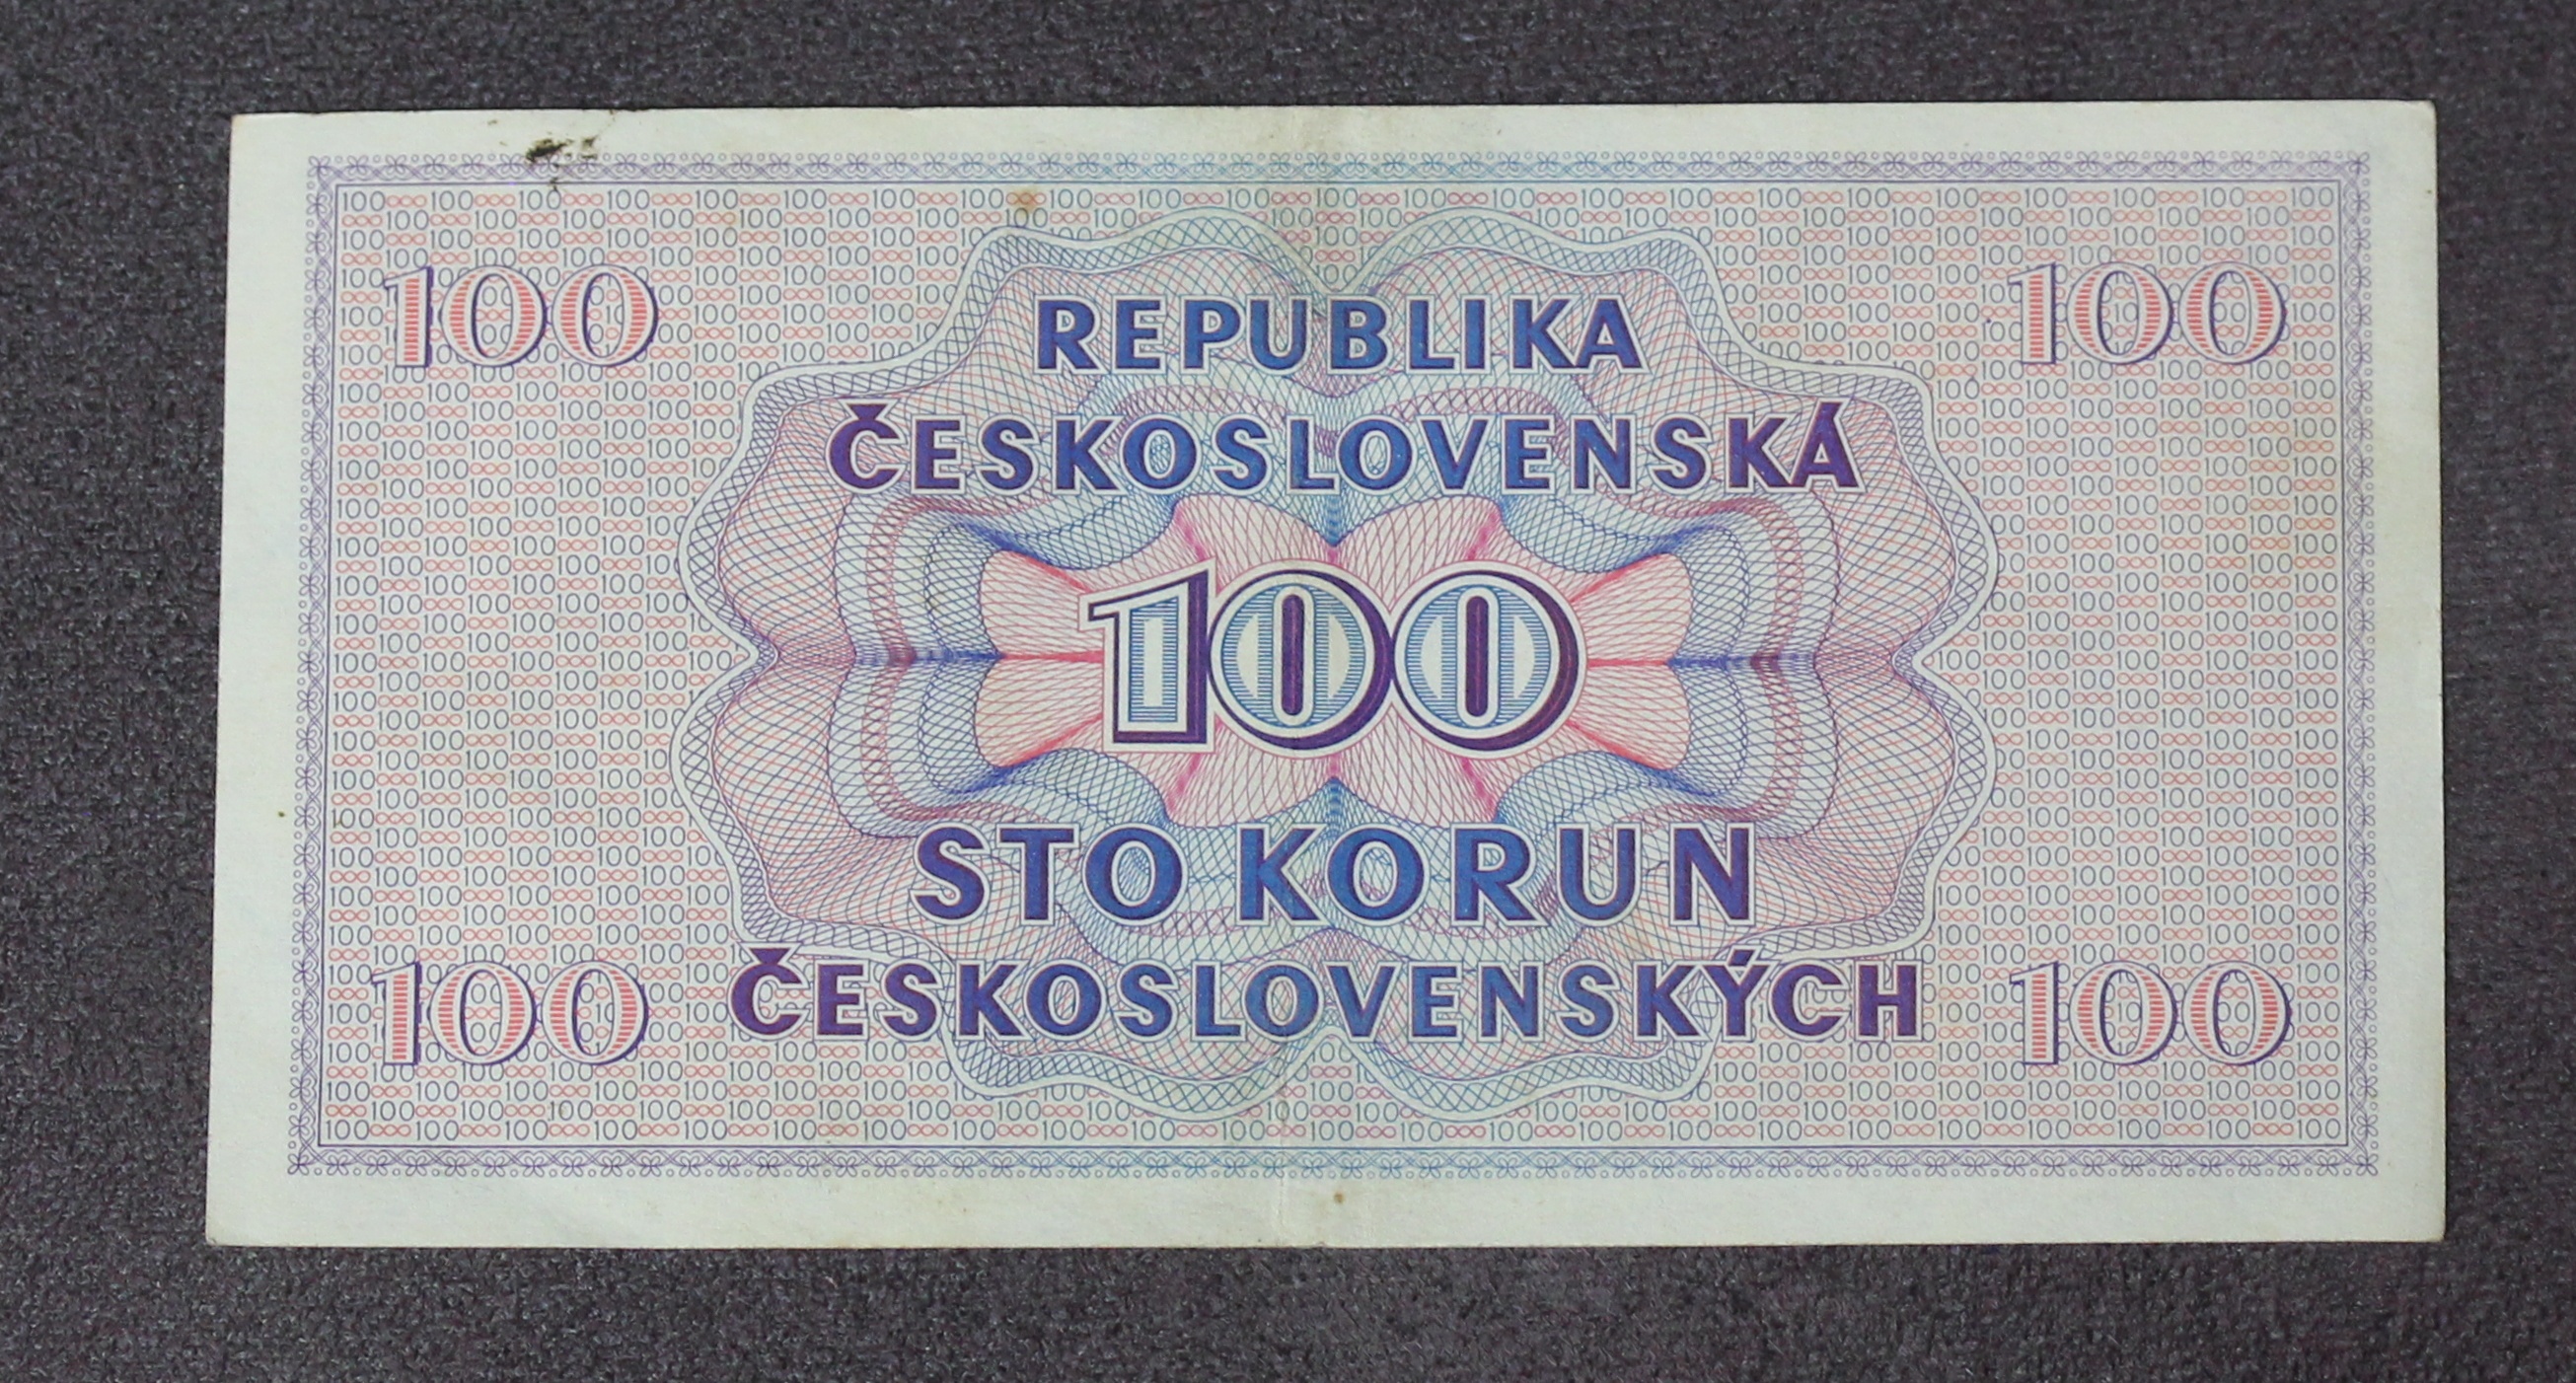 100 100
REPUBLIKA
ČESKOSLOVENSKÁ
100
STO KORUN
ČESKOSLOVENSKÝCH
100 100